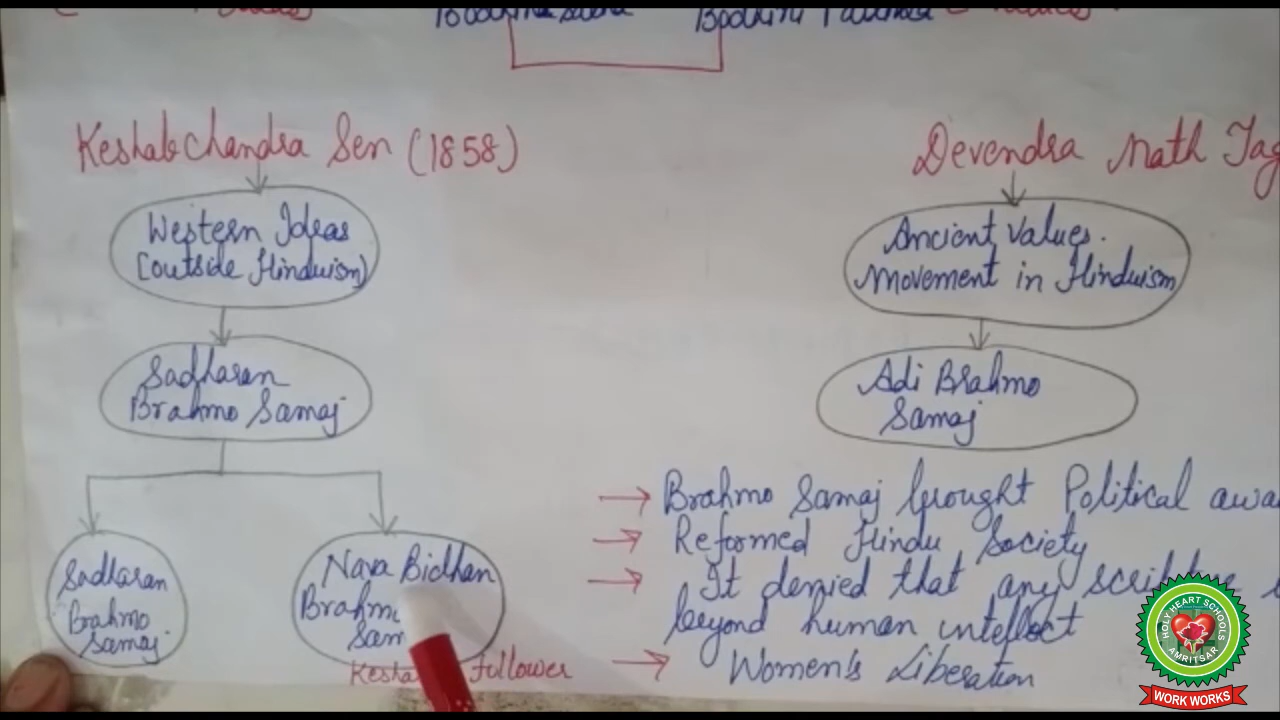 Keshab Chandra Sen (1858)
Western Ideas
(outside Hinduism)
Sadharan
Brahmo Samaj
Sadharan
Brahmo
Samaj
Nava Bidhan
Follower
Devendra Nath
Ancient Values.
Movement in Hinduism
Adi Brahmo
Samaj
→ Brahmo Samaj brought Political
→ Reformed Hindu Society
→ It denied that any
beyond human intellect
→ Women's Liberation
HOLY HEART SCHOOLS
AMRITSAR
WORK WORKS